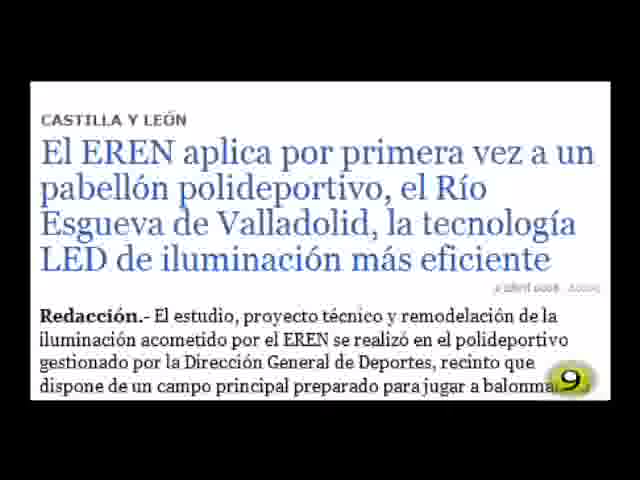 CASTILLA Y LEÓN
El EREN aplica por primera vez a un
pabellón polideportivo, el Río
Esgueva de Valladolid, la tecnología
LED de iluminación más eficiente
Redacción.- El estudio, proyecto técnico y remodelación de la
iluminación acometido por el EREN se realizó en el polideportivo
gestionado por la Dirección General de Deportes, recinto que
dispone de un campo principal preparado para jugar a
9